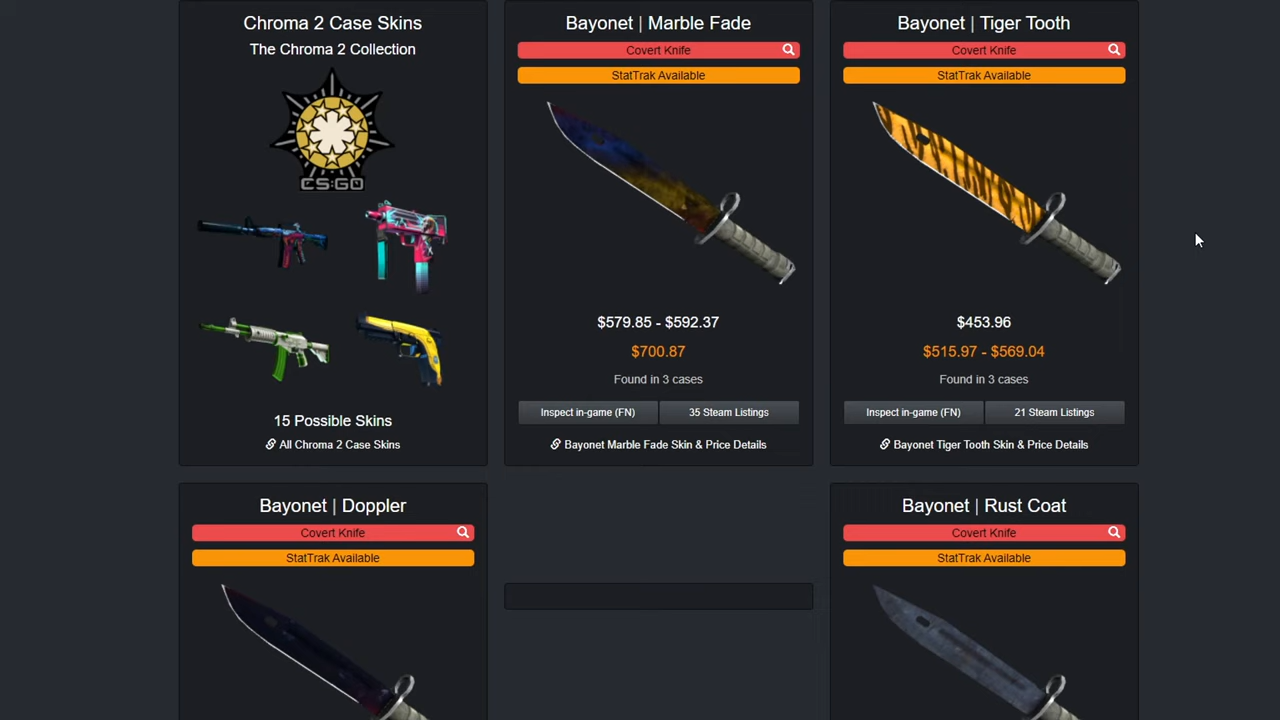 Chroma 2 Case Skins
The Chroma 2 Collection
CS:GO
15 Possible Skins
All Chroma 2 Case Skins
Bayonet | Marble Fade
Covert Knife
StatTrak Available
$579.85 - $592.37
$700.87
Found in 3 cases
Inspect in-game (FN)
35 Steam Listings
Bayonet Marble Fade Skin & Price Details
Bayonet | Tiger Tooth
Covert Knife
StatTrak Available
$453.96
$515.97 - $569.04
Found in 3 cases
Inspect in-game (FN)
21 Steam Listings
Bayonet Tiger Tooth Skin & Price Details
Bayonet | Doppler
Covert Knife
StatTrak Available
Bayonet | Rust Coat
Covert Knife
StatTrak Available